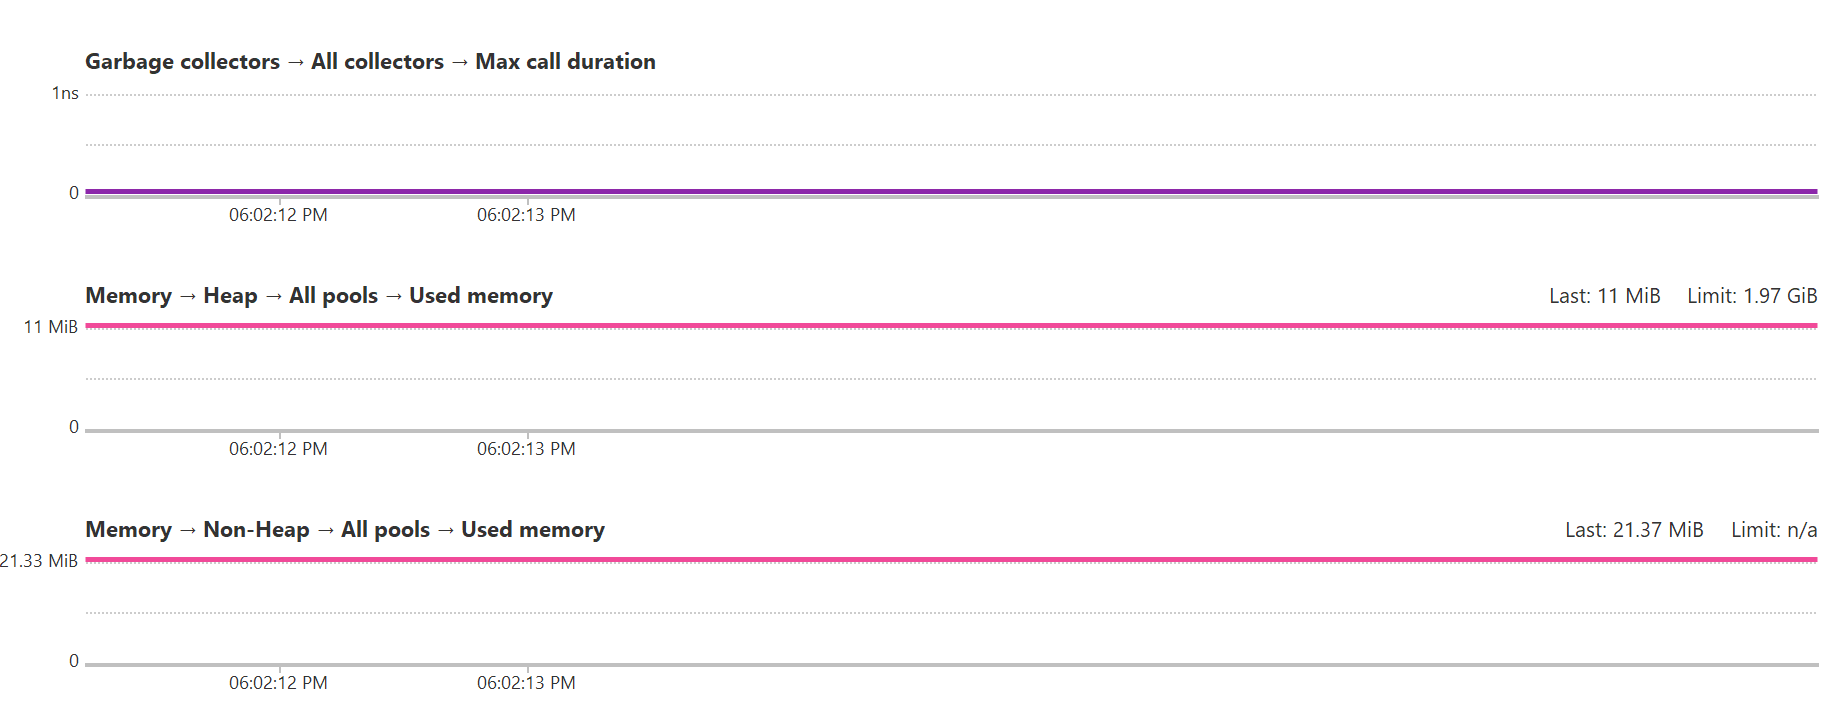 Garbage collectors → All collectors → Max call duration
1ns
0
06:02:12 PM 06:02:13 PM
Memory → Heap → All pools → Used memory Last: 11 MiB Limit: 1.97 GiB
11 MiB
0
06:02:12 PM 06:02:13 PM
Memory → Non-Heap → All pools → Used memory Last: 21.37 MiB Limit: n/a
21.33 MiB
0
06:02:12 PM 06:02:13 PM